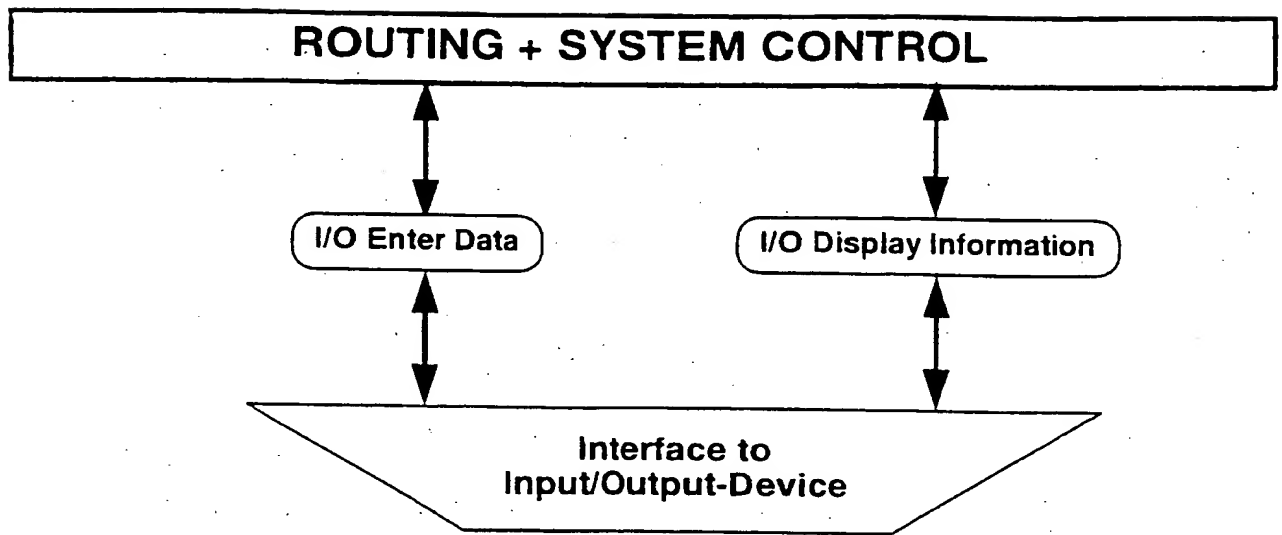 ROUTING + SYSTEM CONTROL
I/O Enter Data
I/O Display Information
Interface to
Input/Output-Device